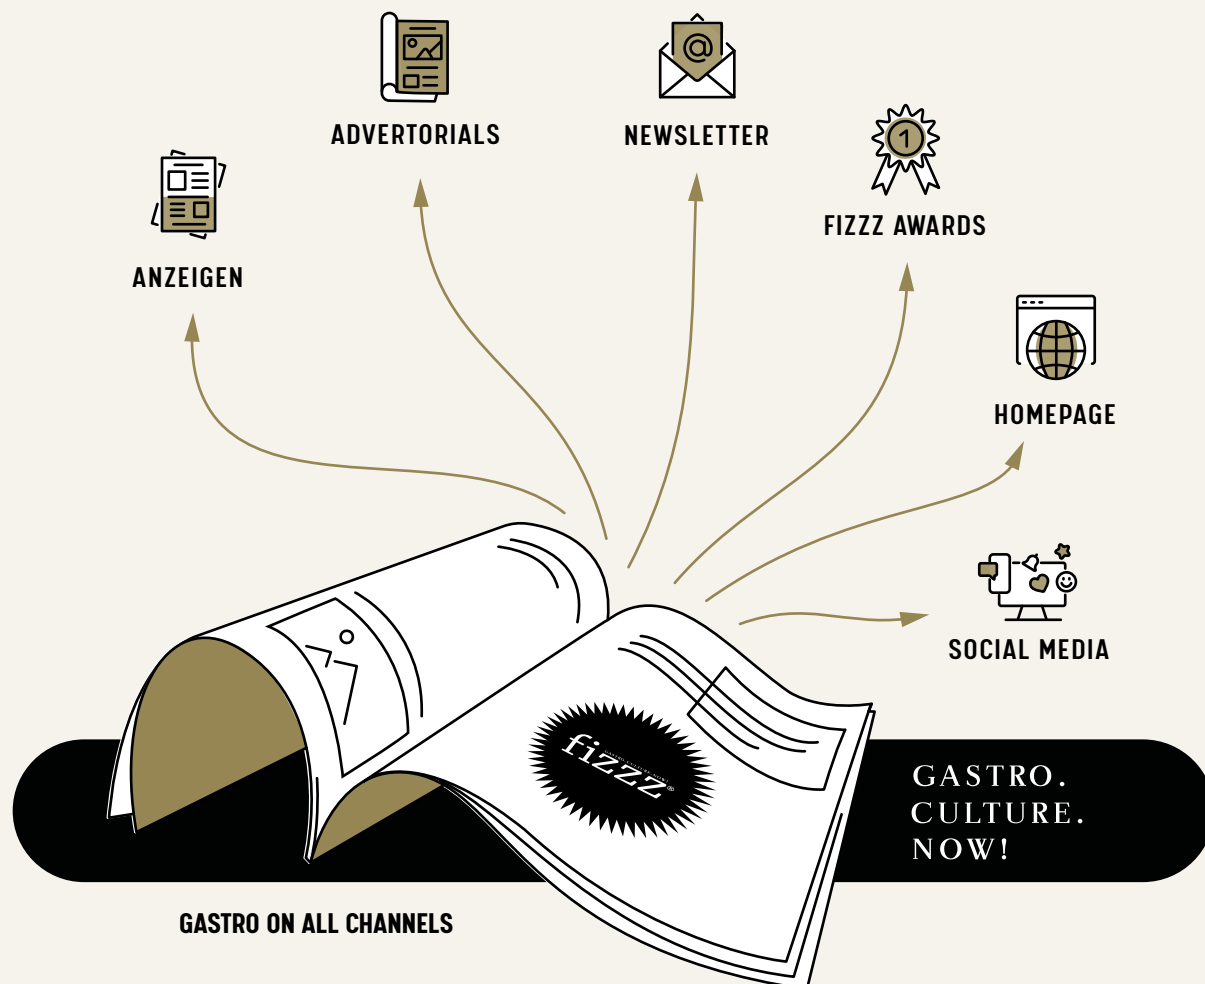 ADVERTORIALS
NEWSLETTER
FIZZZ AWARDS
ANZEIGEN
HOMEPAGE
SOCIAL MEDIA
fizzz®
GASTRO.
CULTURE.
NOW!
GASTRO ON ALL CHANNELS